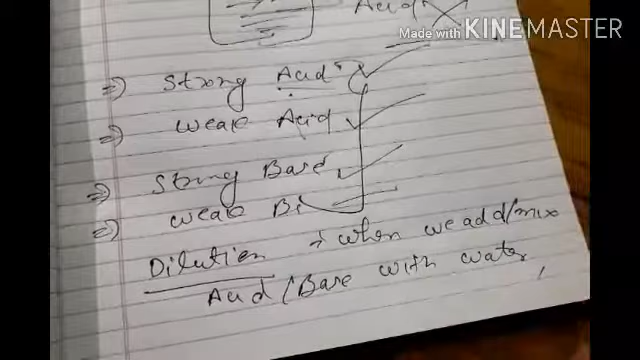 Acid
Made with KINEMASTER
=) Strong Acid
=) weak Acid
=) Strong Base
=) weak B
Dilution → when we add/mix
Acid / Base with water,